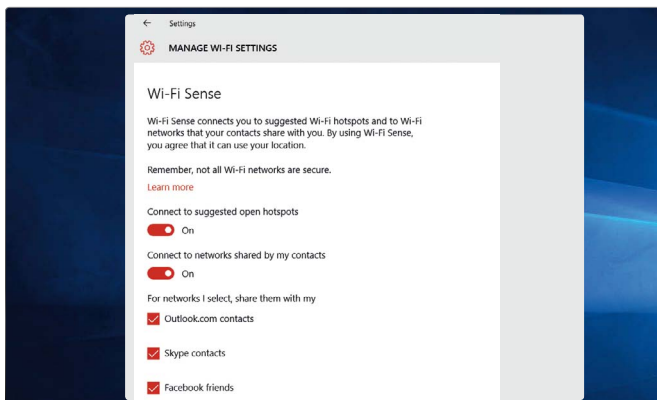 Settings
MANAGE WI-FI SETTINGS
Wi-Fi Sense
Wi-Fi Sense connects you to suggested Wi-Fi hotspots and to Wi-Fi
networks that your contacts share with you. By using Wi-Fi Sense,
you agree that it can use your location.
Remember, not all Wi-Fi networks are secure.
Learn more
Connect to suggested open hotspots
On
Connect to networks shared by my contacts
On
For networks I select, share them with my
Outlook.com contacts
Skype contacts
Facebook friends